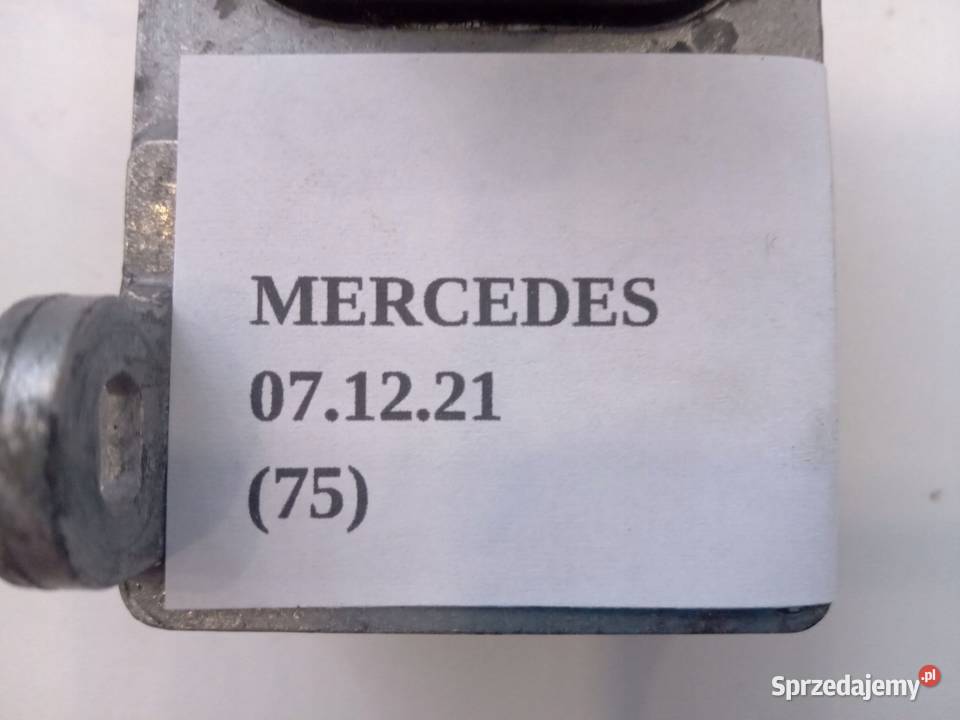 MERCEDES
07.12.21
(75)
Sprzedajemy.pl